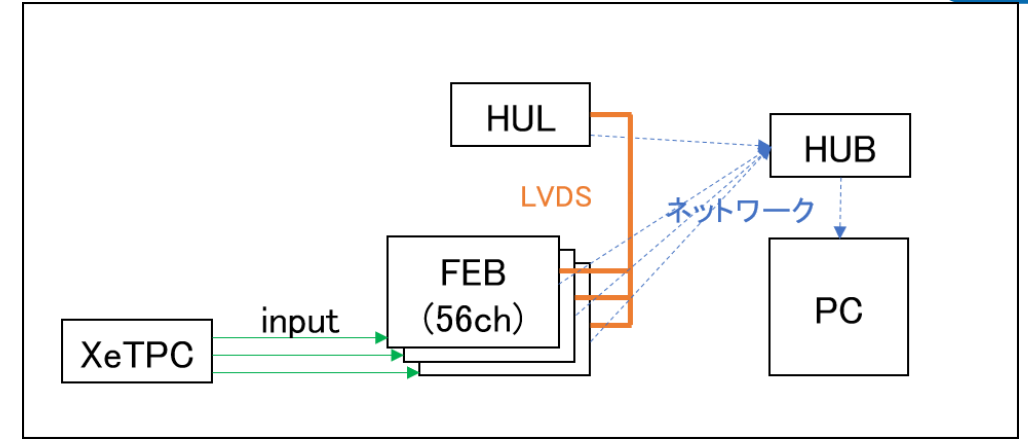 HUL
HUB
LVDS
ネットワーク
FEB
(56ch)
input
PC
XeTPC